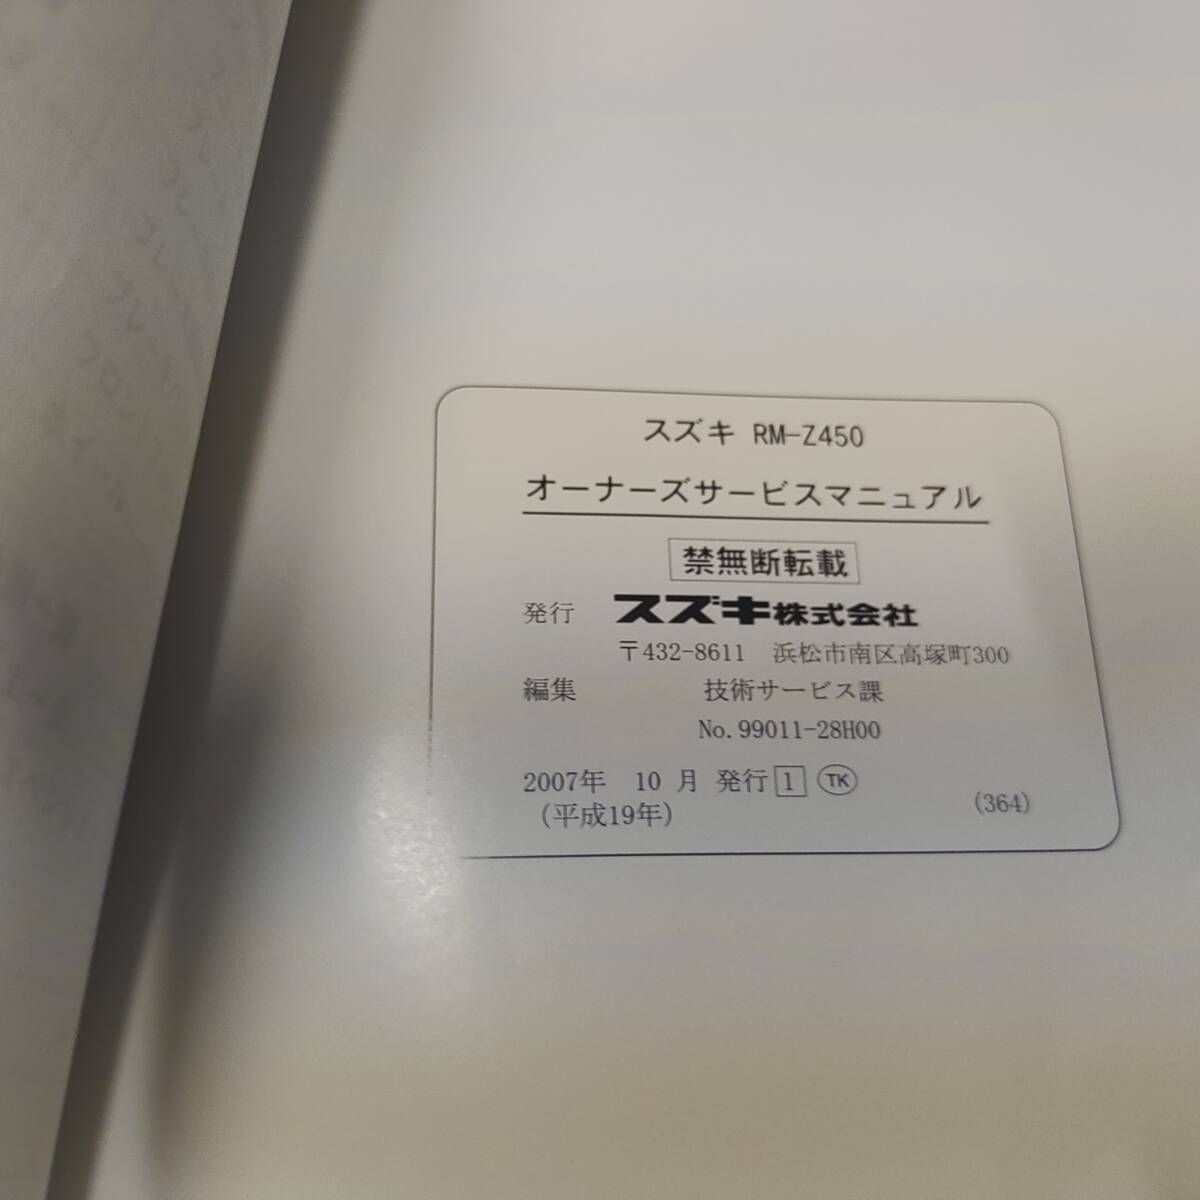 スズキ RM-Z450
オーナーズサービスマニュアル
禁無断転載
発行 スズキ株式会社
〒432-8611 浜松市南区高塚町300
編集 技術サービス課
No.99011-28H00
2007年 10月 発行 1 TK
(平成19年)
(364)